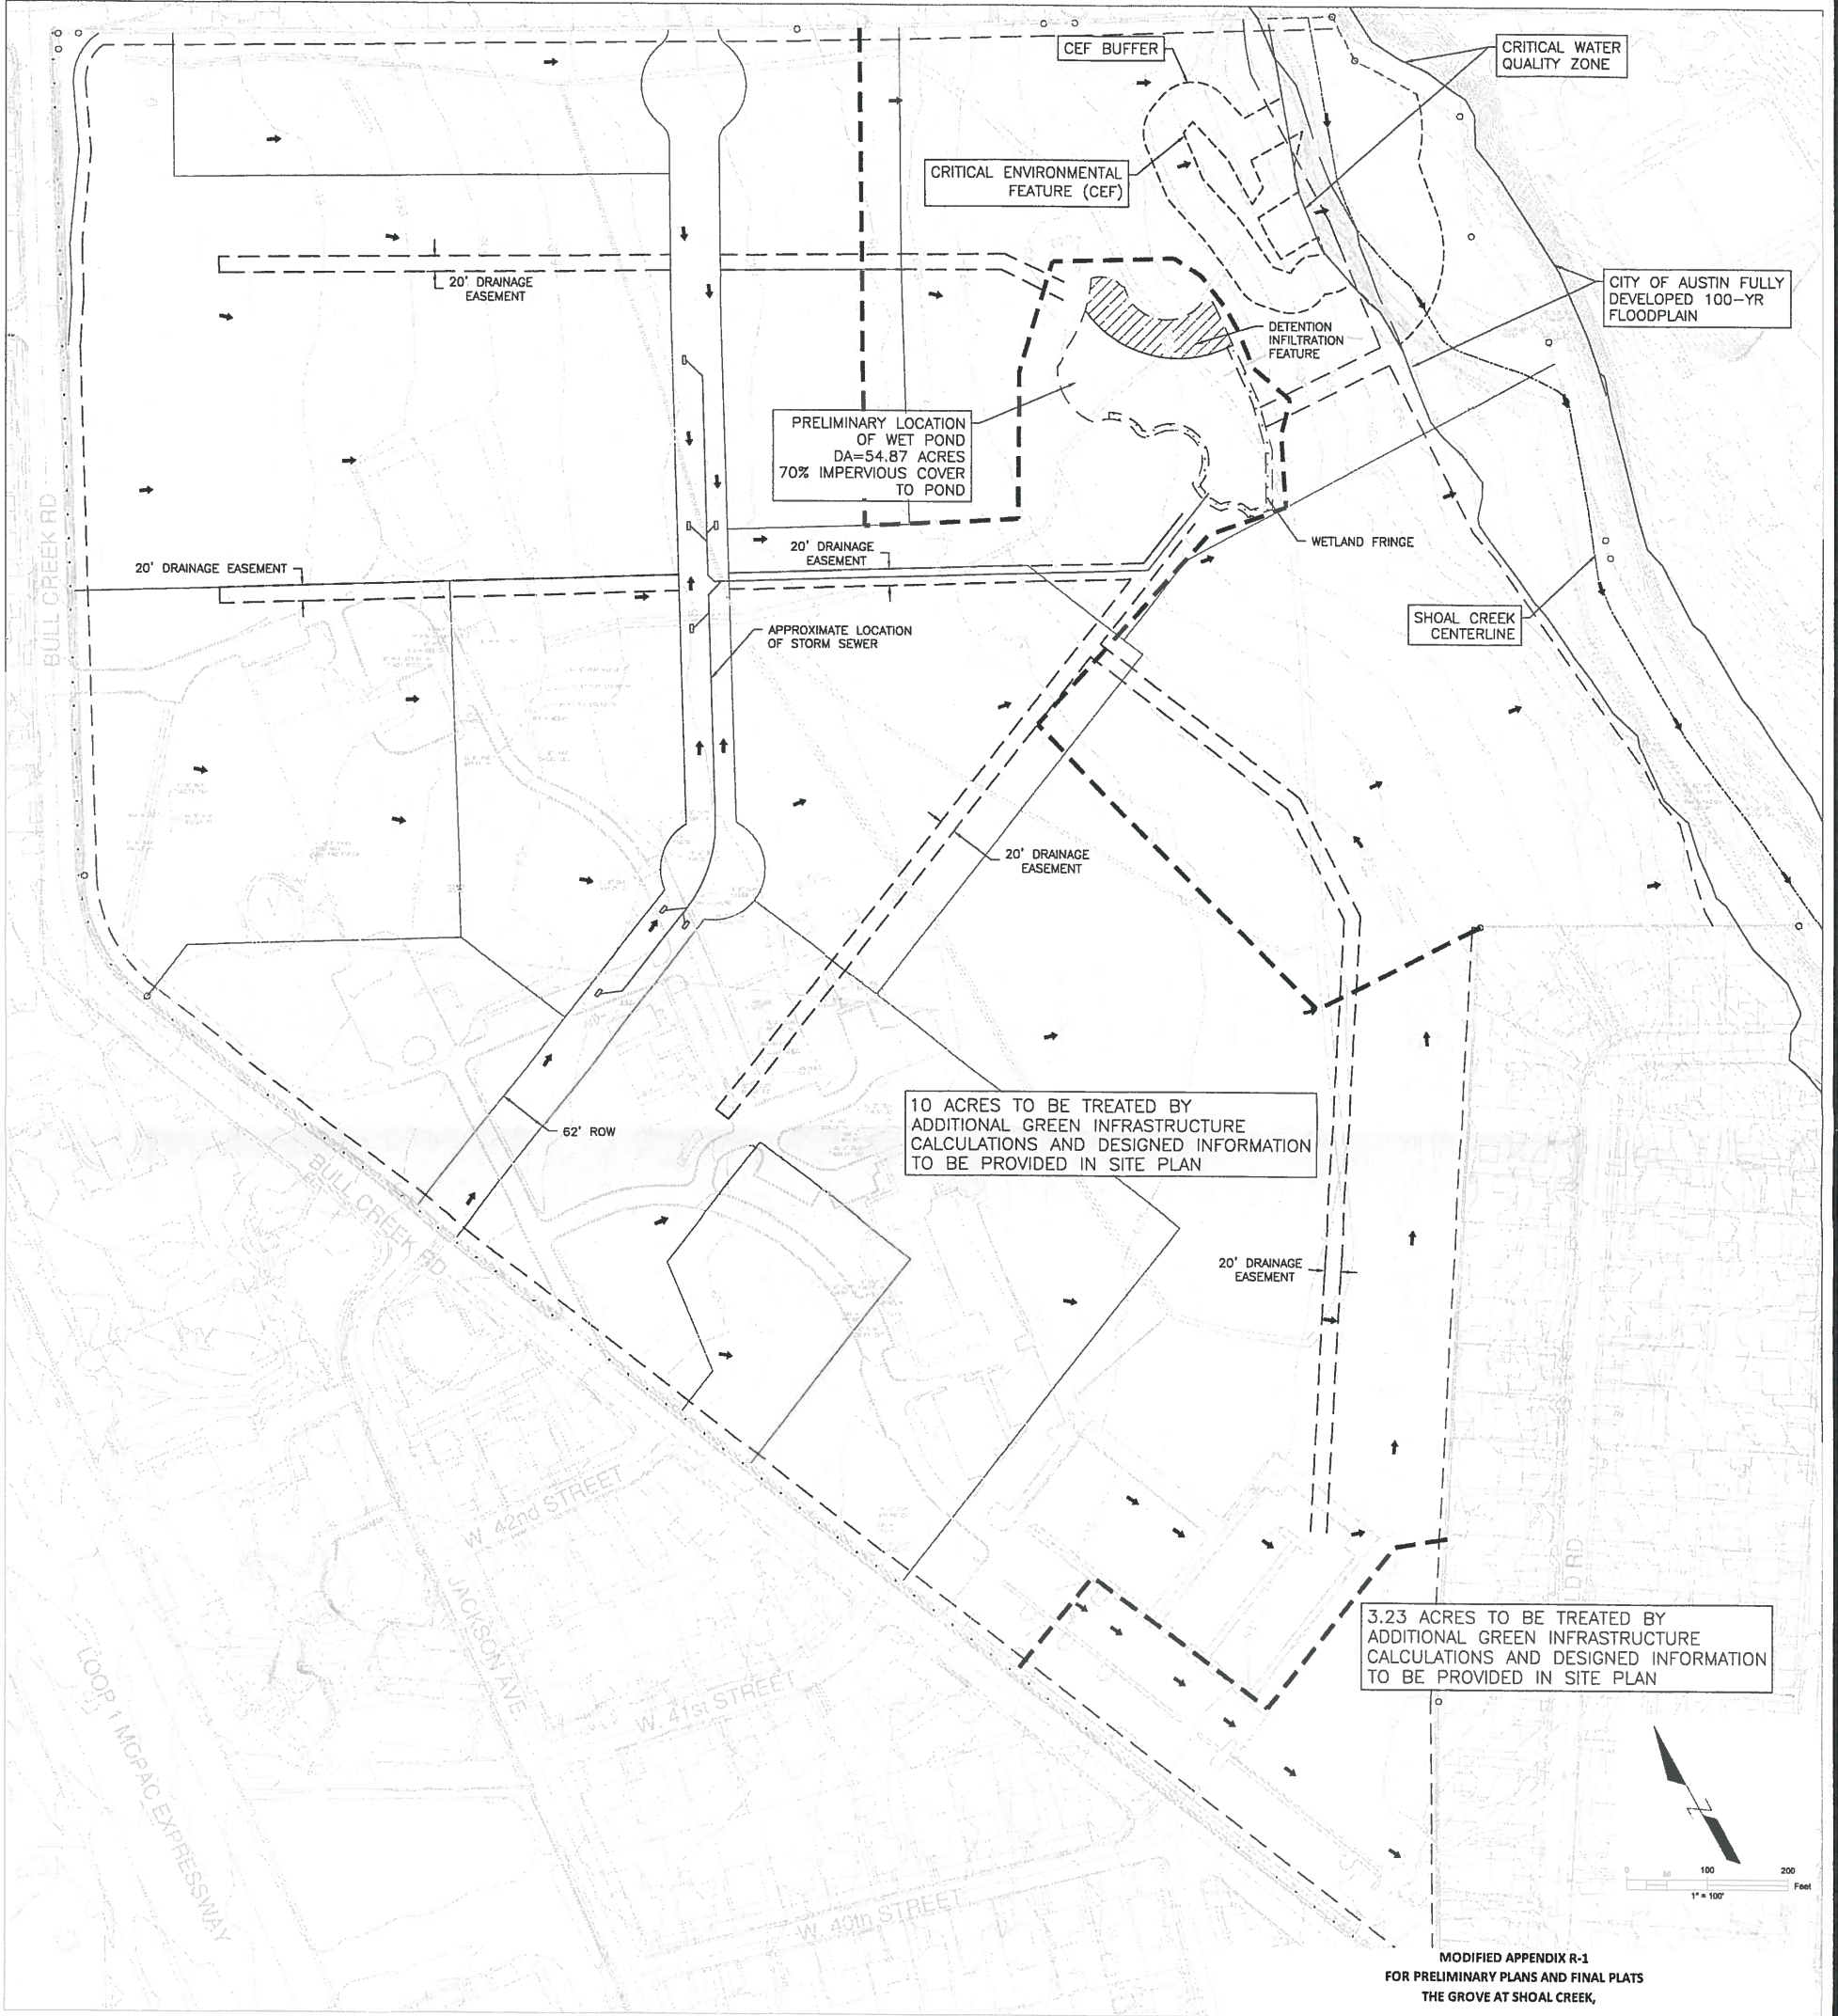 CEF BUFFER
CRITICAL WATER
QUALITY ZONE
CRITICAL ENVIRONMENTAL
FEATURE (CEF)
20' DRAINAGE
EASEMENT
CITY OF AUSTIN FULLY
DEVELOPED 100-YR
FLOODPLAIN
DETENTION
INFILTRATION
FEATURE
PRELIMINARY LOCATION
OF WET POND
DA=54.87 ACRES
70% IMPERVIOUS COVER
TO POND
BULL CREEK RD
20' DRAINAGE
EASEMENT
WETLAND FRINGE
20' DRAINAGE EASEMENT
SHOAL CREEK
CENTERLINE
APPROXIMATE LOCATION
OF STORM SEWER
20' DRAINAGE
EASEMENT
62' ROW
10 ACRES TO BE TREATED BY
ADDITIONAL GREEN INFRASTRUCTURE
CALCULATIONS AND DESIGNED INFORMATION
TO BE PROVIDED IN SITE PLAN
BULL CREEK RD
20' DRAINAGE
EASEMENT
W. 42nd STREET
JACKSON AVE
3.23 ACRES TO BE TREATED BY
ADDITIONAL GREEN INFRASTRUCTURE
CALCULATIONS AND DESIGNED INFORMATION
TO BE PROVIDED IN SITE PLAN
RD
LOOP 1 MOPAC EXPRESSWAY
W. 41st STREET
W. 40th STREET
0 50 100 200
Feet
1" = 100'
MODIFIED APPENDIX R-1
FOR PRELIMINARY PLANS AND FINAL PLATS
THE GROVE AT SHOAL CREEK,